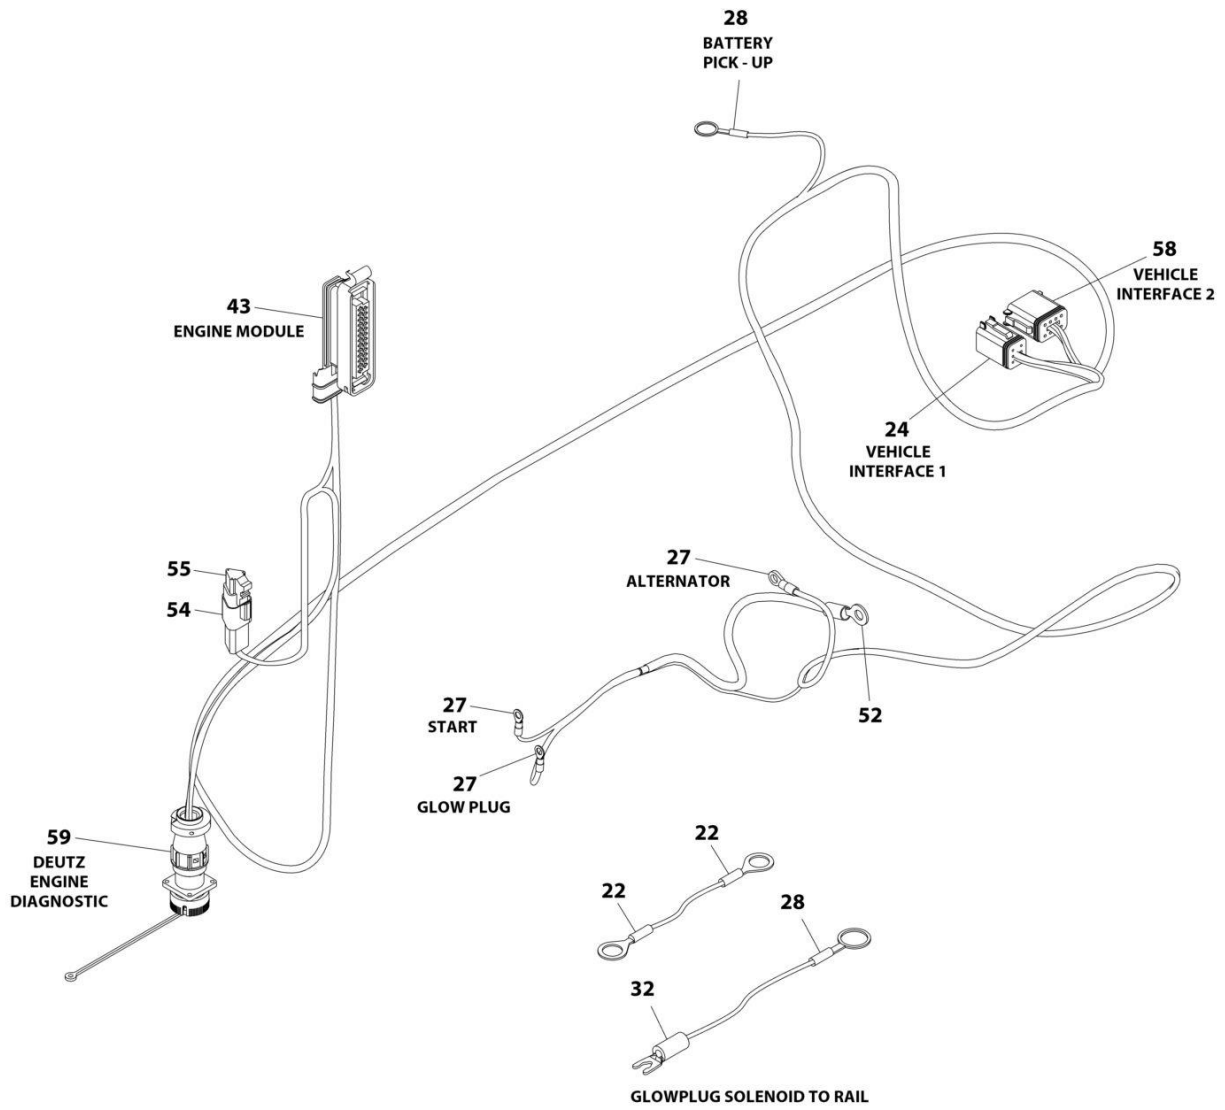 28
BATTERY
PICK - UP
58
VEHICLE
INTERFACE 2
43
ENGINE MODULE
24
VEHICLE
INTERFACE 1
55
54
27
ALTERNATOR
52
27
START
27
GLOW PLUG
59
DEUTZ
ENGINE
DIAGNOSTIC
22
22
28
32
GLOWPLUG SOLENOID TO RAIL